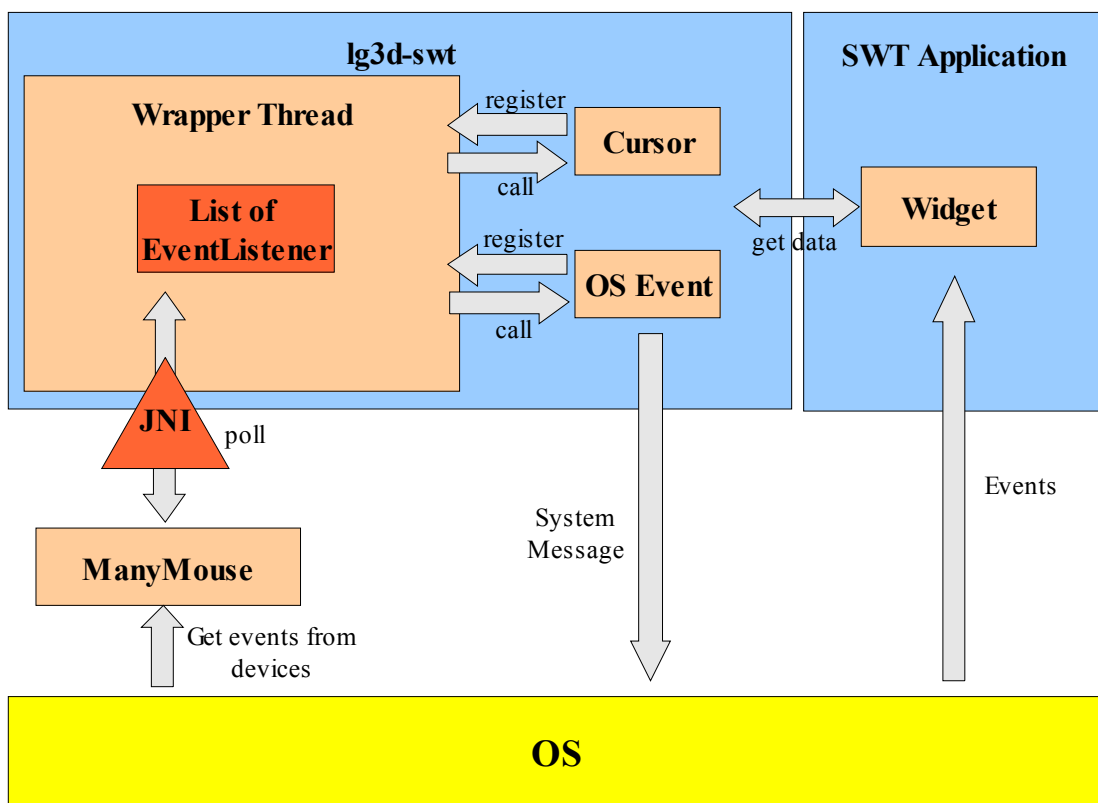 lg3d-swt
SWT Application
Wrapper Thread
register
Cursor
call
List of
EventListener
Widget
get data
register
OS Event
call
JNI
poll
Events
System
Message
ManyMouse
Get events from
devices
OS